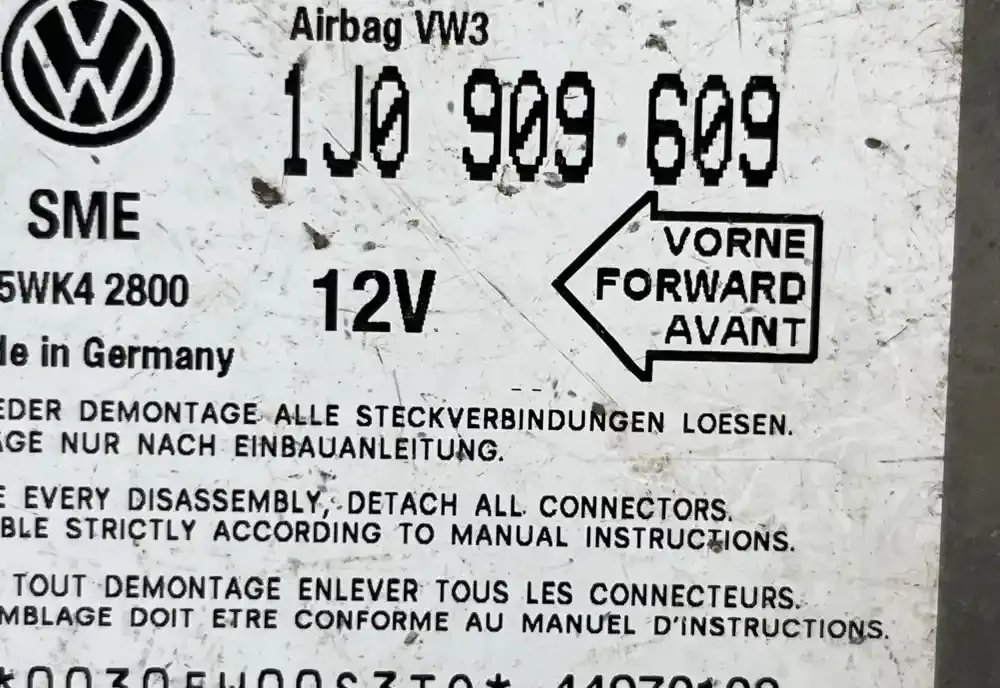 Airbag VW3
1J0 909 609
SME
VORNE
FORWARD
AVANT
5WK4 2800
12V
de in Germany
EDER DEMONTAGE ALLE STECKVERBINDUNGEN LOESEN.
AGE NUR NACH EINBAUANLEITUNG.
E EVERY DISASSEMBLY, DETACH ALL CONNECTORS.
BLE STRICTLY ACCORDING TO MANUAL INSTRUCTIONS.
TOUT DEMONTAGE ENLEVER TOUS LES CONNECTEURS.
MBLAGE DOIT ETRE CONFORME AU MANUEL D'INSTRUCTIONS.